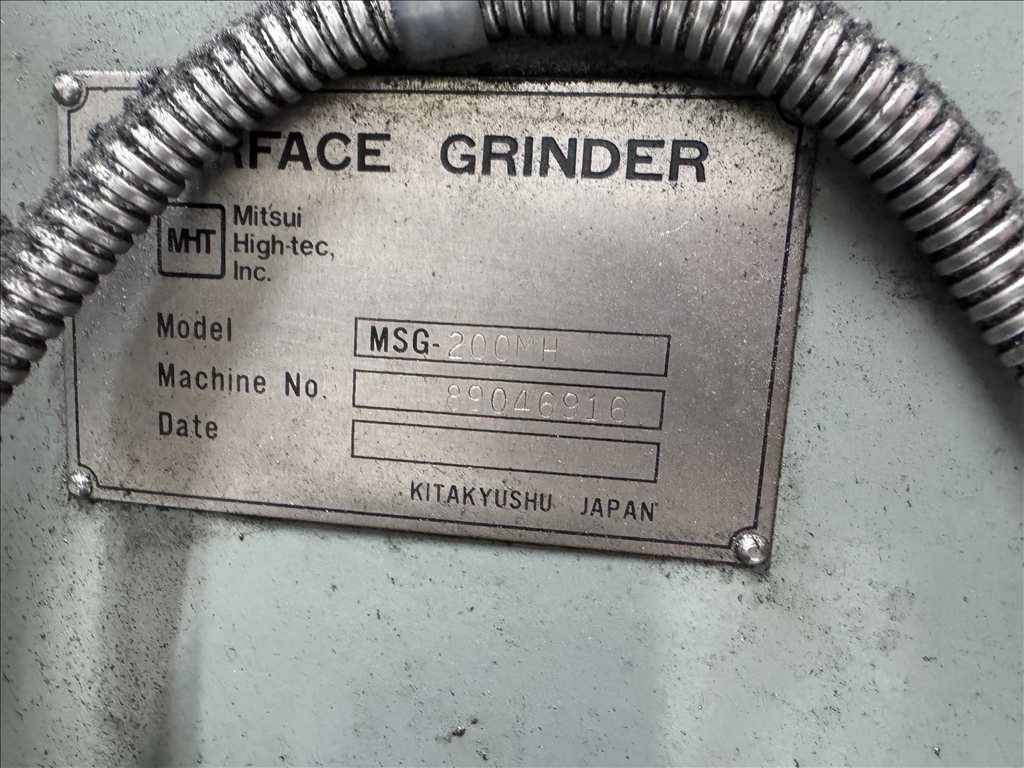 RFACE GRINDER
MHT
Mitsui
High-tec,
Inc.
Model MSG-200MH
Machine No. 89046916
Date
KITAKYUSHU JAPAN